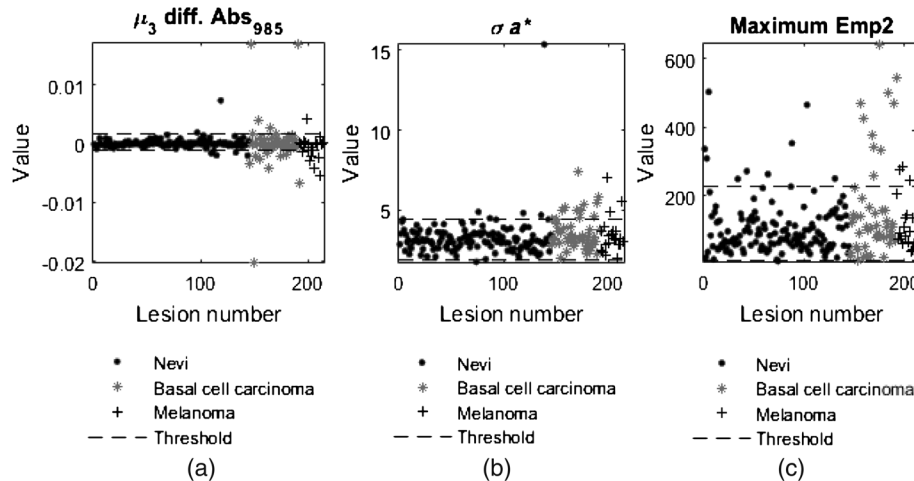 μ₃ diff. Abs₉₈₅
0.01
0
-0.01
-0.02
Value
0 100 200
Lesion number
Nevi
Basal cell carcinoma
Melanoma
Threshold
(a)
σ a*
15
10
5
Value
0 100 200
Lesion number
Nevi
Basal cell carcinoma
Melanoma
Threshold
(b)
Maximum Emp2
600
400
200
Value
0 100 200
Lesion number
Nevi
Basal cell carcinoma
Melanoma
Threshold
(c)